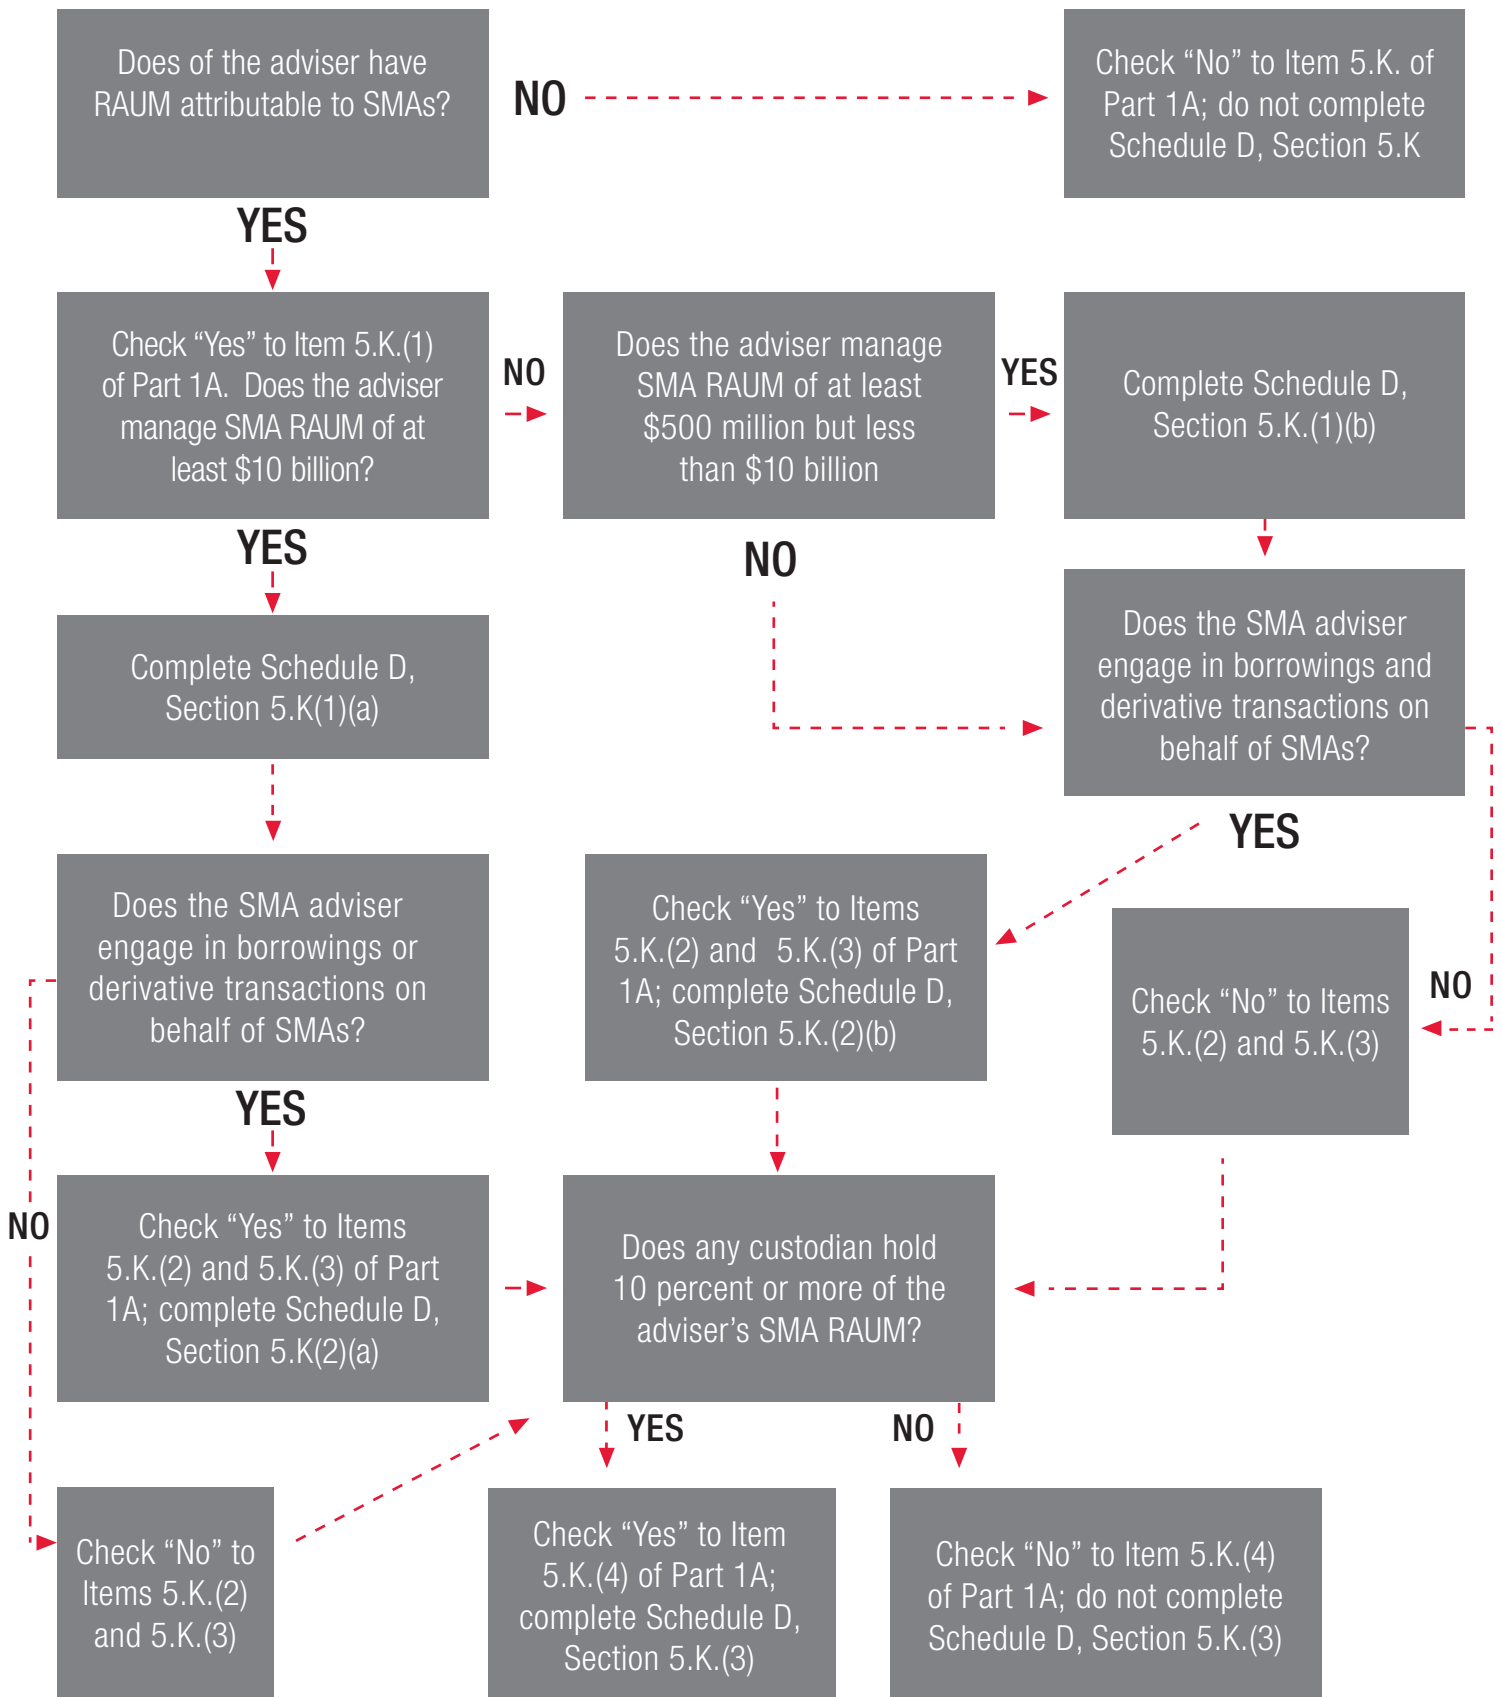 Does of the adviser have
RAUM attributable to SMAs?
NO
Check “No” to Item 5.K. of
Part 1A; do not complete
Schedule D, Section 5.K
YES
Check “Yes” to Item 5.K.(1)
of Part 1A. Does the adviser
manage SMA RAUM of at
least $10 billion?
NO
Does the adviser manage
SMA RAUM of at least
$500 million but less
than $10 billion
YES
Complete Schedule D,
Section 5.K.(1)(b)
YES
NO
Complete Schedule D,
Section 5.K(1)(a)
Does the SMA adviser
engage in borrowings and
derivative transactions on
behalf of SMAs?
YES
Does the SMA adviser
engage in borrowings or
derivative transactions on
behalf of SMAs?
Check “Yes” to Items
5.K.(2) and 5.K.(3) of Part
1A; complete Schedule D,
Section 5.K.(2)(b)
Check “No” to Items
5.K.(2) and 5.K.(3)
NO
YES
NO
Check “Yes” to Items
5.K.(2) and 5.K.(3) of Part
1A; complete Schedule D,
Section 5.K(2)(a)
Does any custodian hold
10 percent or more of the
adviser’s SMA RAUM?
YES
NO
Check “No” to
Items 5.K.(2)
and 5.K.(3)
Check “Yes” to Item
5.K.(4) of Part 1A;
complete Schedule D,
Section 5.K.(3)
Check “No” to Item 5.K.(4)
of Part 1A; do not complete
Schedule D, Section 5.K.(3)